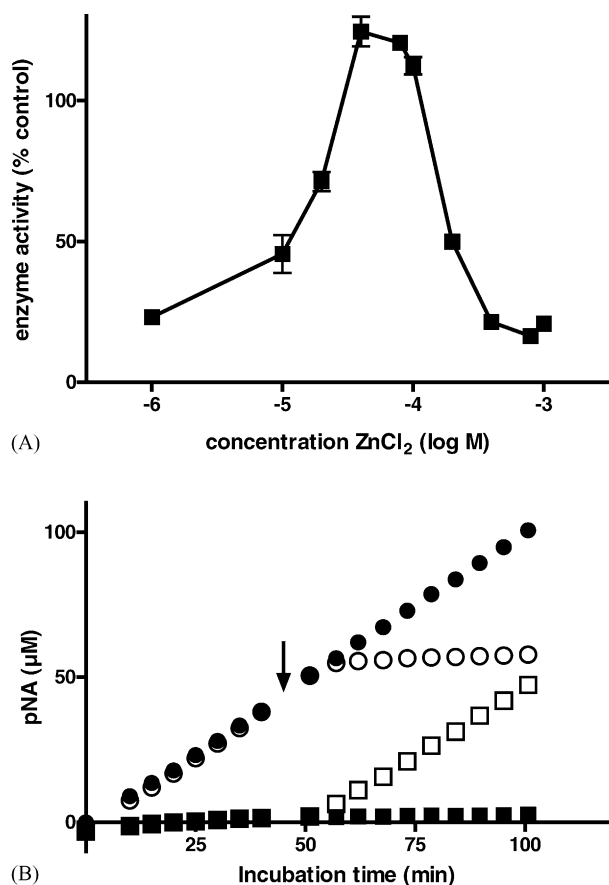 enzyme activity (% control)
100
50
0
-6 -5 -4 -3
concentration ZnCl₂ (log M)
(A)
pNA (µM)
100
50
0
25 50 75 100
Incubation time (min)
(B)